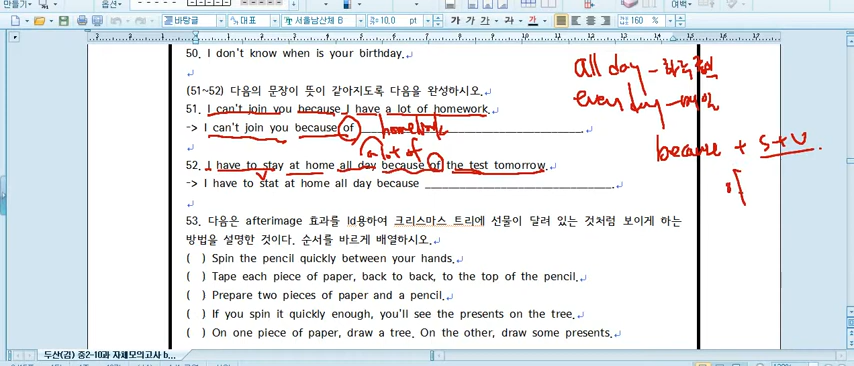 만들기
옵션
여백
바탕글
대표
서울남산체 B
10.0
pt
가 가 가
160
%
50. I don't know when is your birthday.
(51~52) 다음의 문장이 뜻이 같아지도록 다음을 완성하시오.
51. I can't join you because I have a lot of homework.
-> I can't join you because of
homework
a lot of
52. I have to stay at home all day because of the test tomorrow.
-> I have to stat at home all day because
53. 다음은 afterimage 효과를 ld용하여 크리스마스 트리에 선물이 달려 있는 것처럼 보이게 하는
방법을 설명한 것이다. 순서를 바르게 배열하시오.
( ) Spin the pencil quickly between your hands.
( ) Tape each piece of paper, back to back, to the top of the pencil.
( ) Prepare two pieces of paper and a pencil.
( ) If you spin it quickly enough, you'll see the presents on the tree.
( ) On one piece of paper, draw a tree. On the other, draw some presents.
all day - 하루종일
every day - 매일
because + S+V
두산(김) 중2-10과 자체모의고사 b...